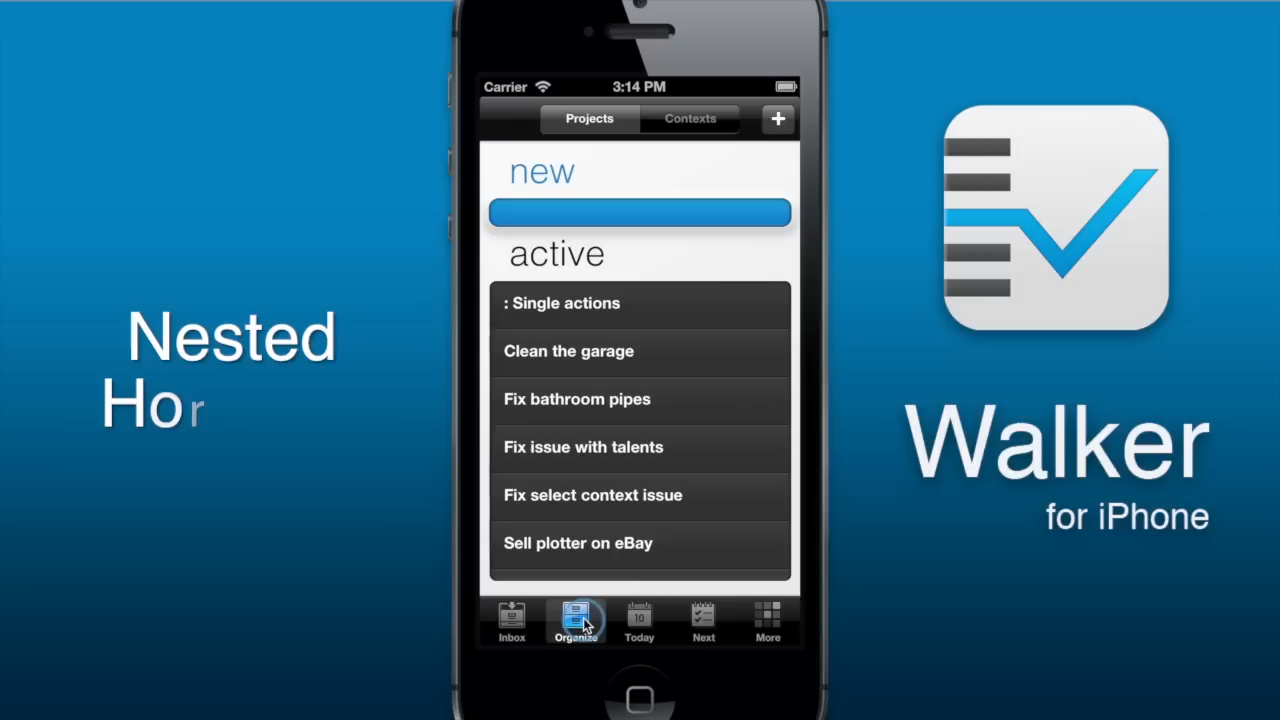 Nested
Hor
Carrier 3:14 PM
Projects Contexts +
new
active
: Single actions
Clean the garage
Fix bathroom pipes
Fix issue with talents
Fix select context issue
Sell plotter on eBay
10
Inbox Organize Today Next More
Walker
for iPhone